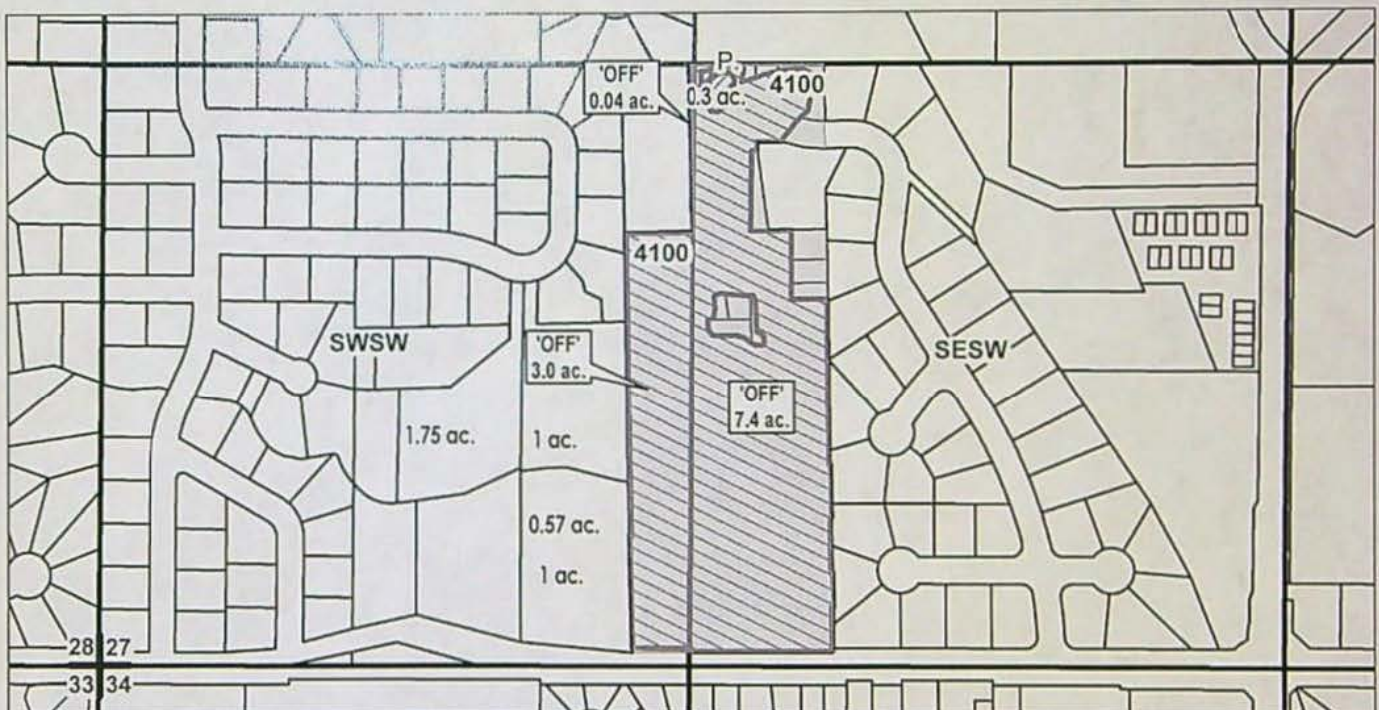 'OFF'
0.04 ac.
P
0.3 ac.
4100
4100
SWSW
'OFF'
3.0 ac.
SESW
'OFF'
7.4 ac.
1.75 ac.
1 ac.
0.57 ac.
1 ac.
28 27
33 34